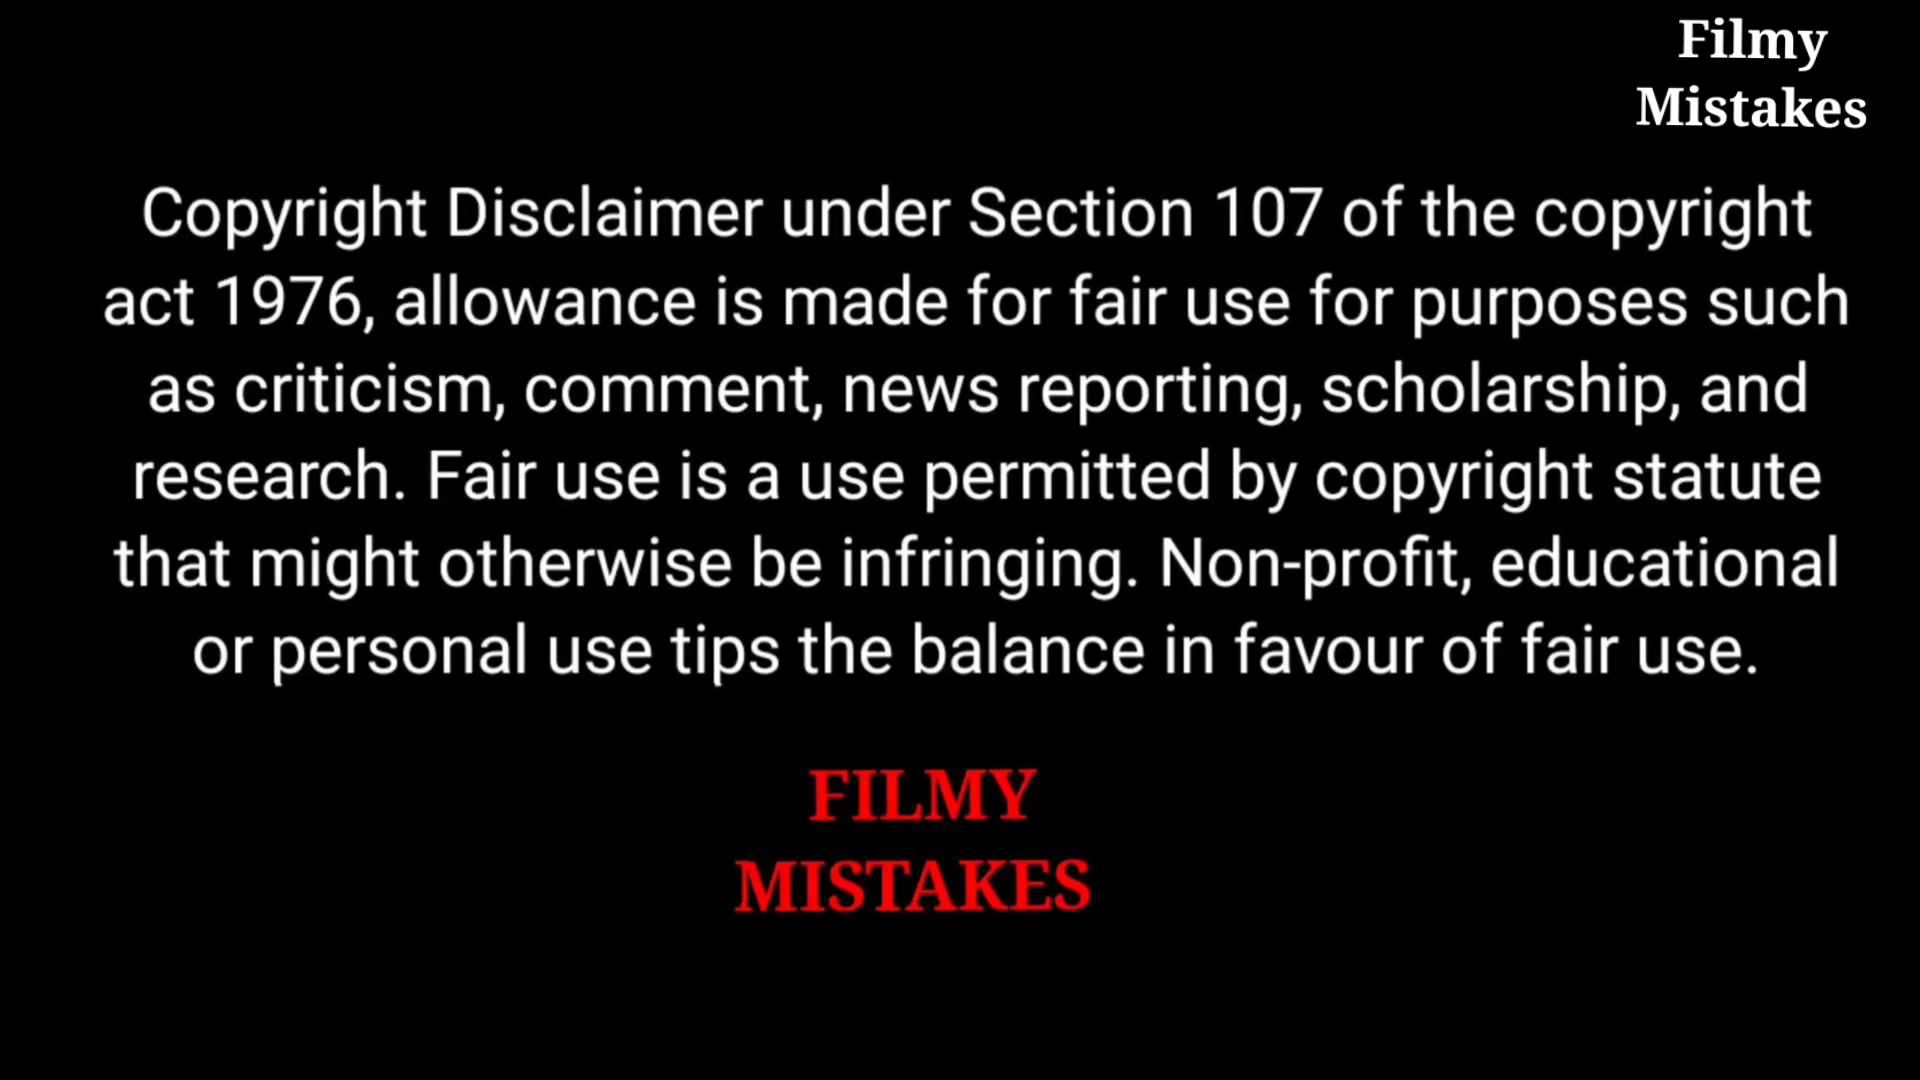 Filmy
Mistakes
Copyright Disclaimer under Section 107 of the copyright
act 1976, allowance is made for fair use for purposes such
as criticism, comment, news reporting, scholarship, and
research. Fair use is a use permitted by copyright statute
that might otherwise be infringing. Non-profit, educational
or personal use tips the balance in favour of fair use.
FILMY
MISTAKES